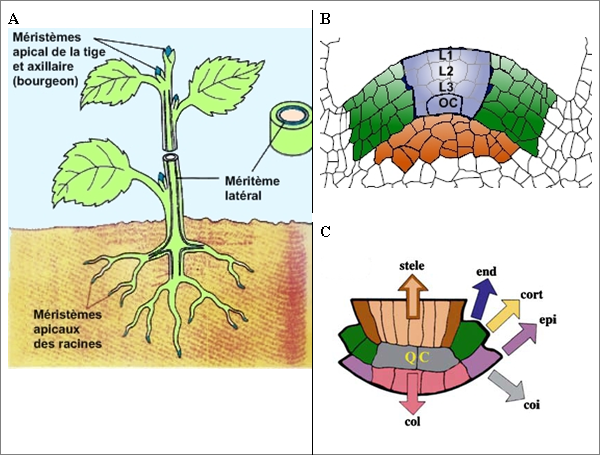 A
Méristèmes
apical de la tige
et axillaire
(bourgeon)
Méritème
latéral
Méristèmes
apicaux
des racines
B
L1
L2
L3
OC
C
stele
end
cort
epi
QC
col
coi